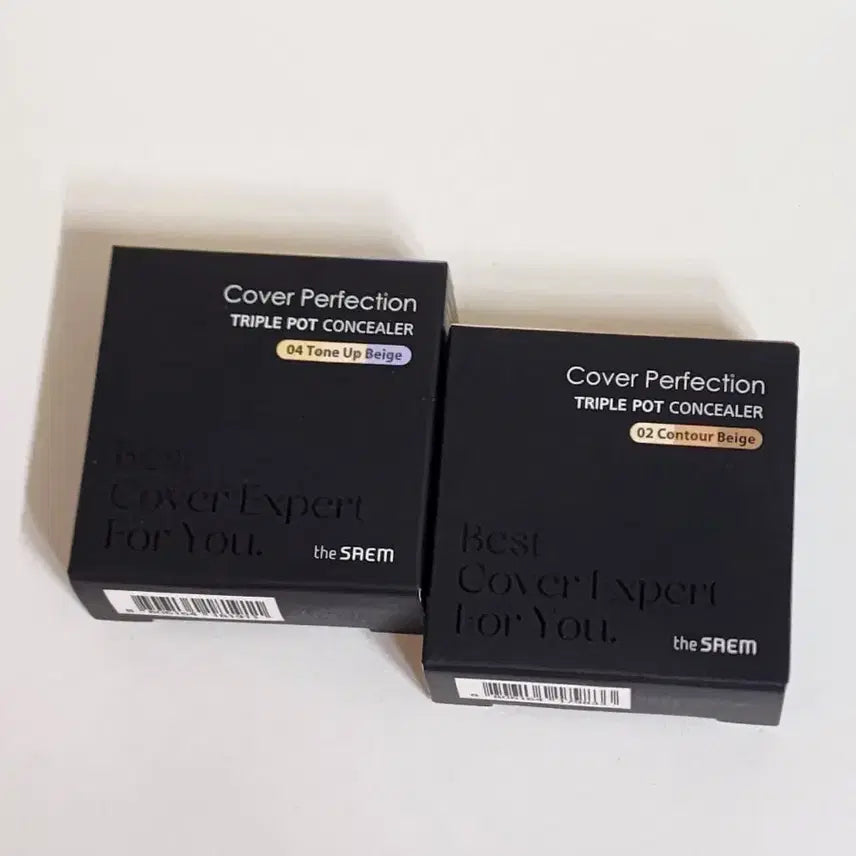 Cover Perfection
TRIPLE POT CONCEALER
04 Tone Up Beige
Best
Cover Expert
For You.
the SAEM
Cover Perfection
TRIPLE POT CONCEALER
02 Contour Beige
Best
Cover Expert
For You.
the SAEM